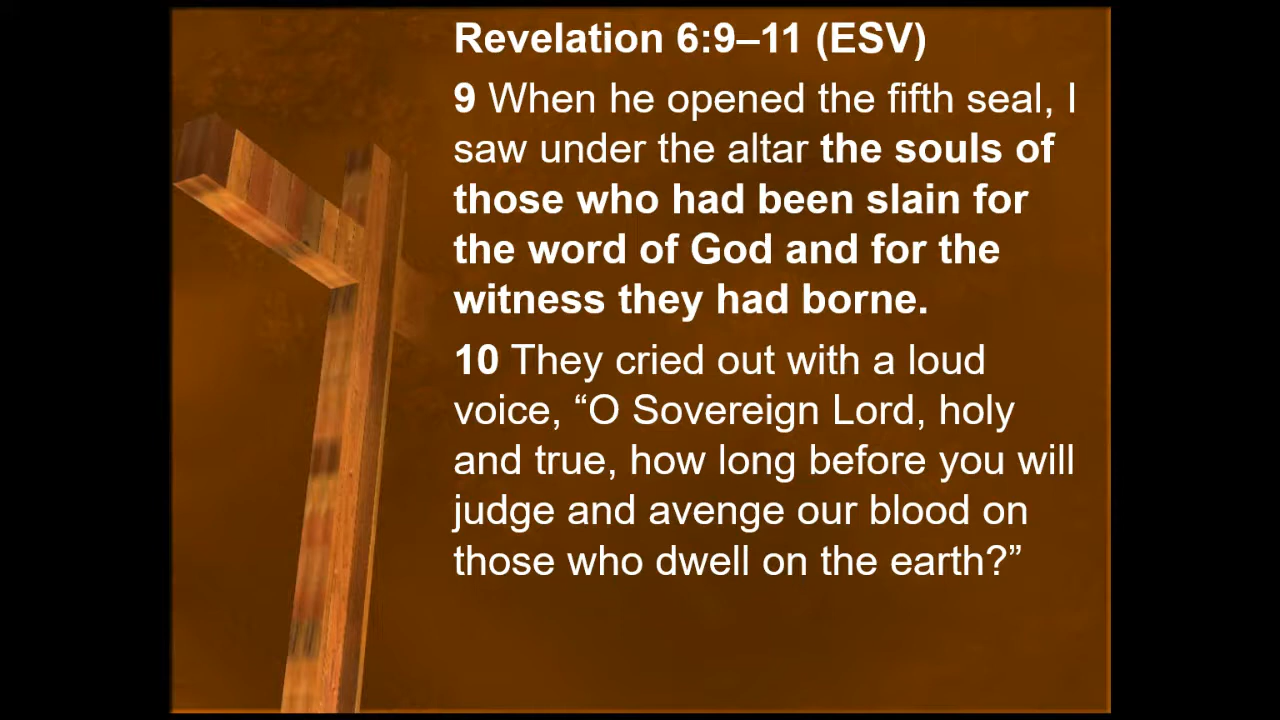 Revelation 6:9–11 (ESV)
9 When he opened the fifth seal, I
saw under the altar the souls of
those who had been slain for
the word of God and for the
witness they had borne.
10 They cried out with a loud
voice, “O Sovereign Lord, holy
and true, how long before you will
judge and avenge our blood on
those who dwell on the earth?”